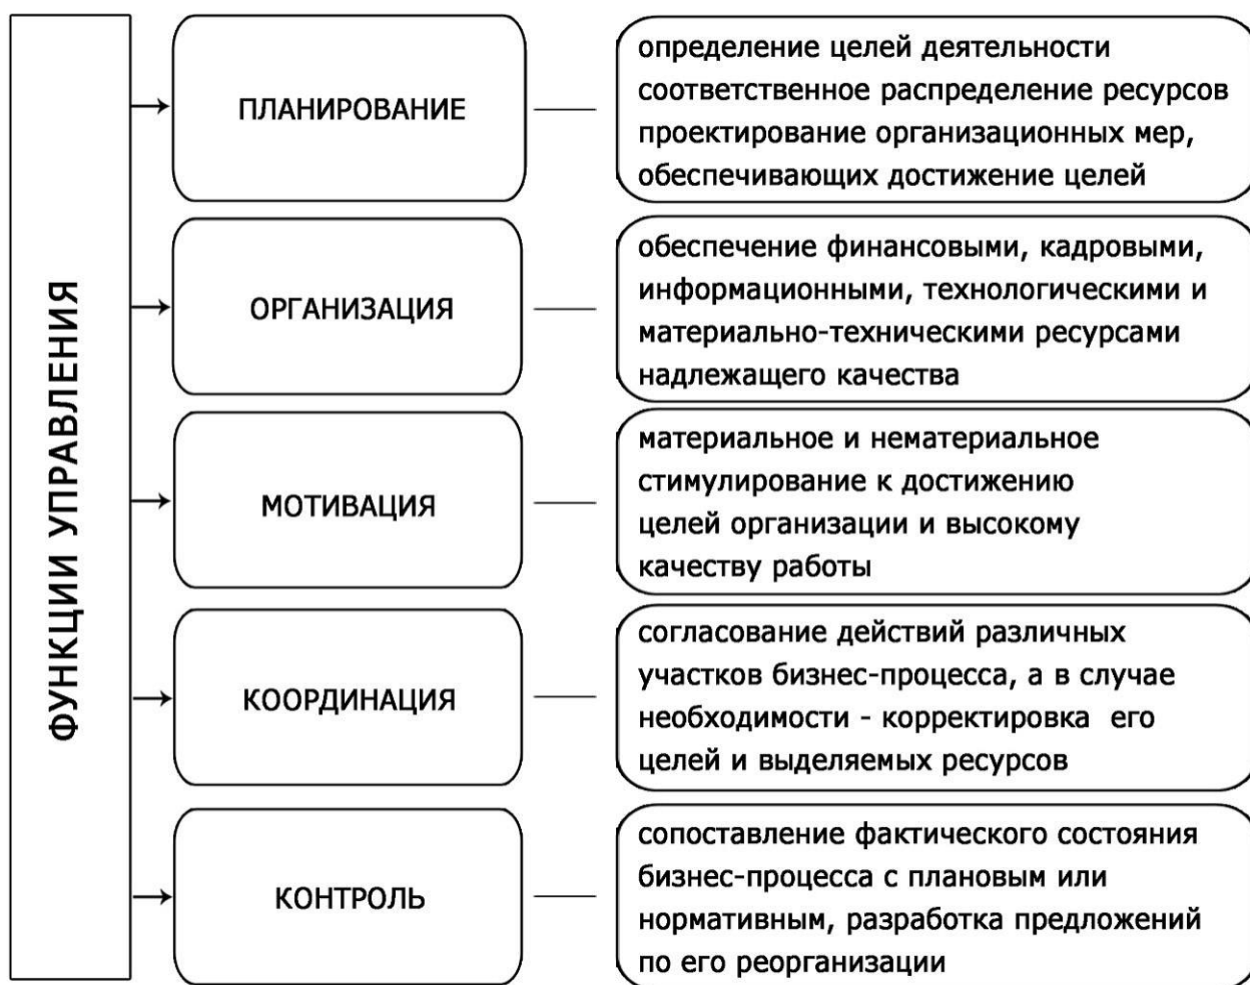 ФУНКЦИИ УПРАВЛЕНИЯ
ПЛАНИРОВАНИЕ
определение целей деятельности
соответственное распределение ресурсов
проектирование организационных мер,
обеспечивающих достижение целей
ОРГАНИЗАЦИЯ
обеспечение финансовыми, кадровыми,
информационными, технологическими и
материально-техническими ресурсами
надлежащего качества
МОТИВАЦИЯ
материальное и нематериальное
стимулирование к достижению
целей организации и высокому
качеству работы
КООРДИНАЦИЯ
согласование действий различных
участков бизнес-процесса, а в случае
необходимости - корректировка его
целей и выделяемых ресурсов
КОНТРОЛЬ
сопоставление фактического состояния
бизнес-процесса с плановым или
нормативным, разработка предложений
по его реорганизации